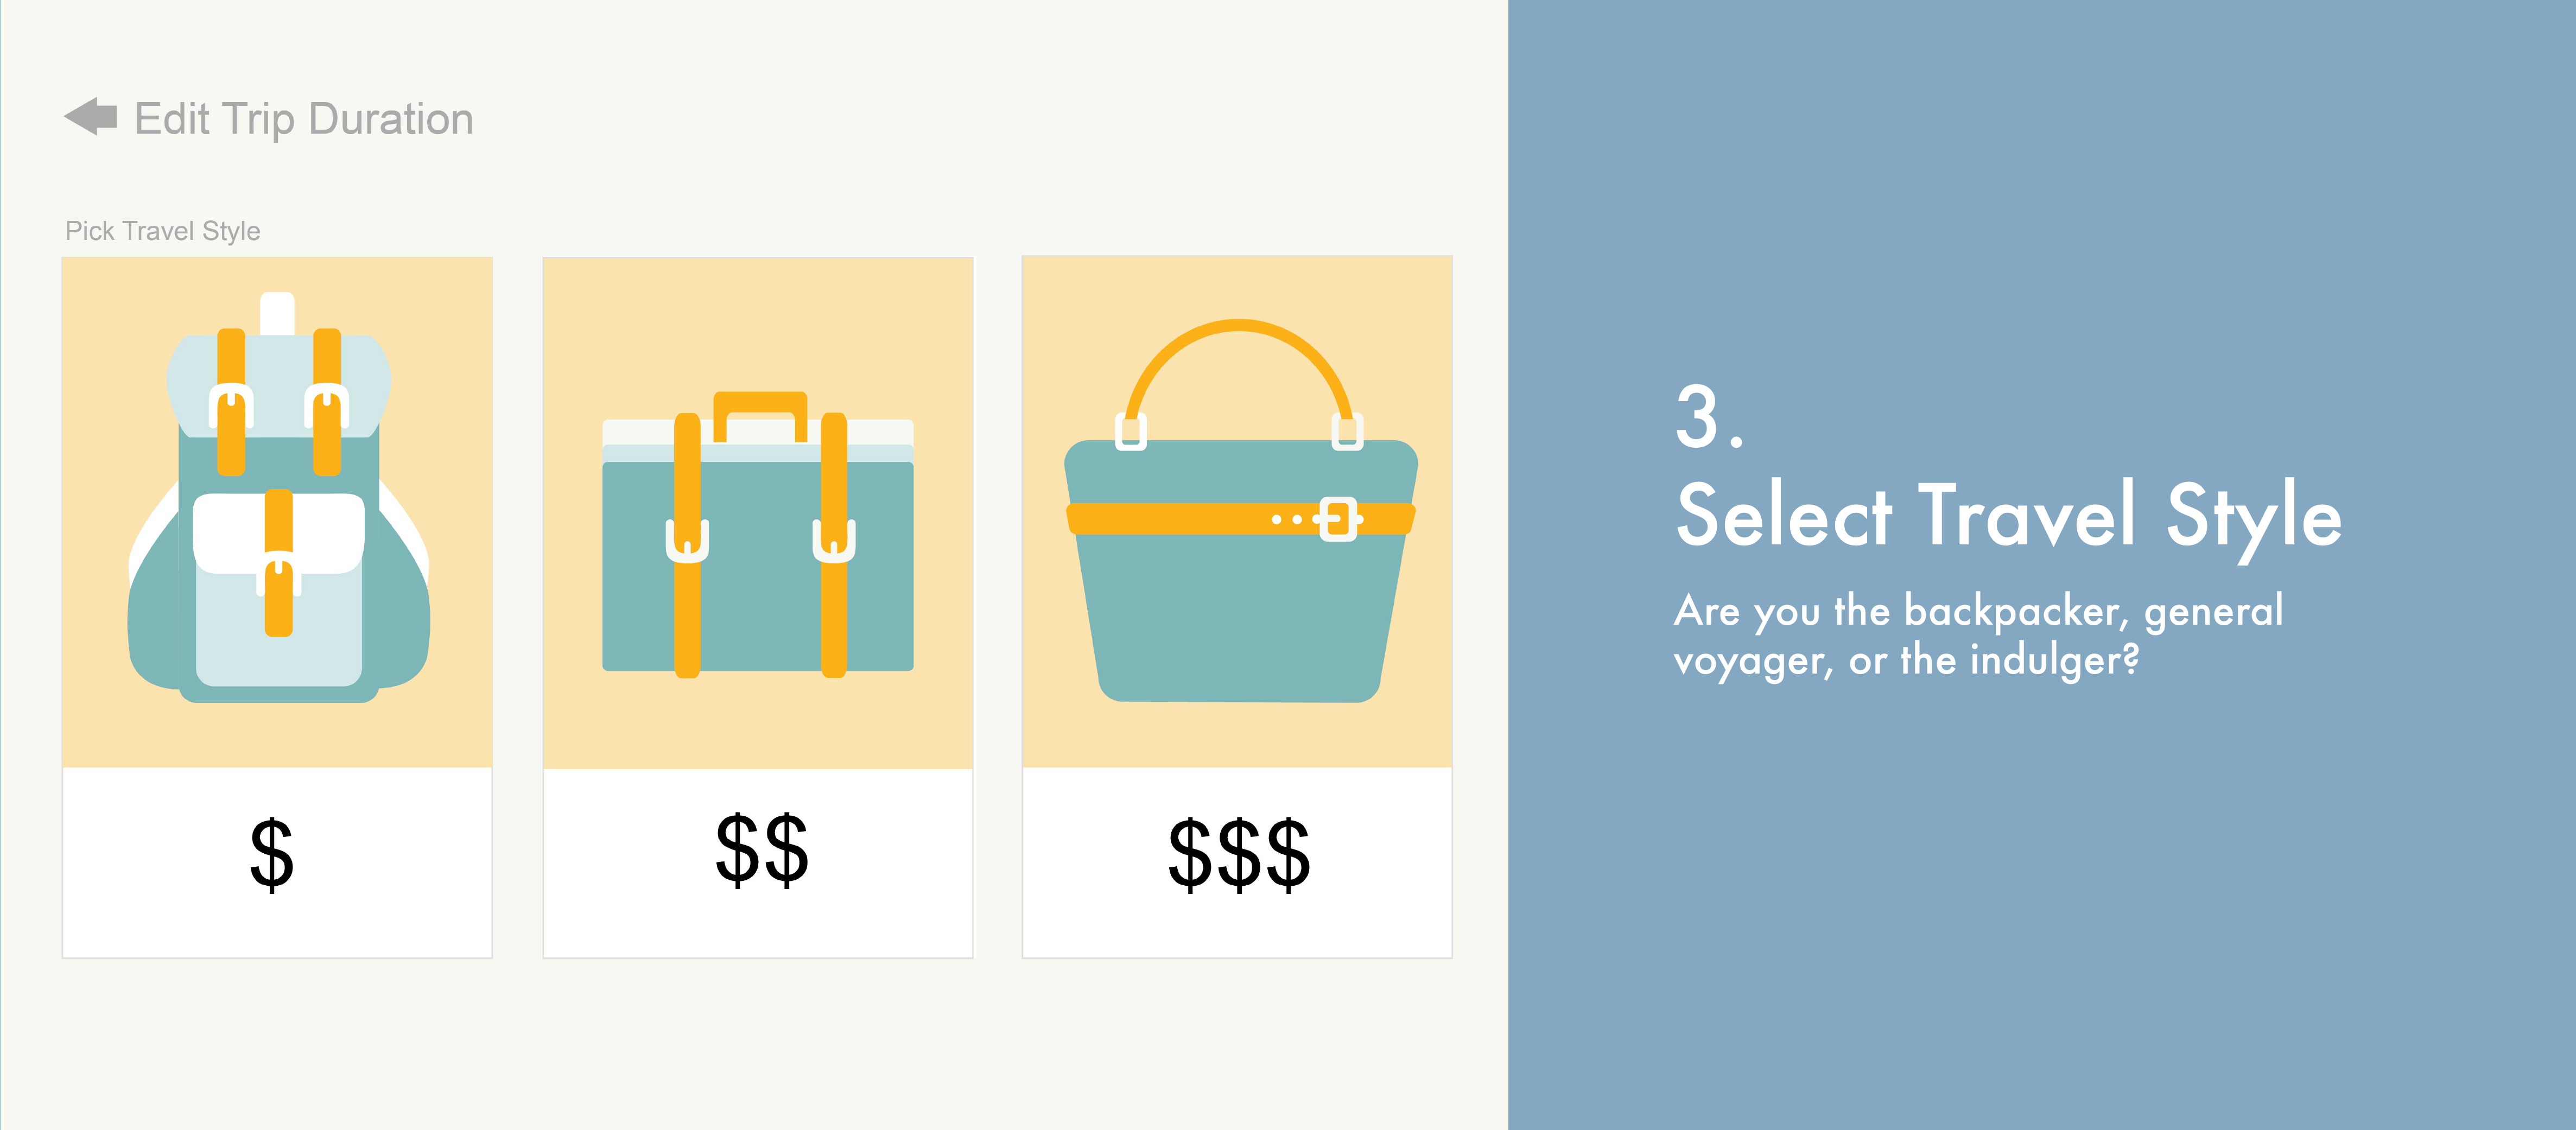 Edit Trip Duration
Pick Travel Style
$
$$
$$$
3.
Select Travel Style
Are you the backpacker, general
voyager, or the indulger?